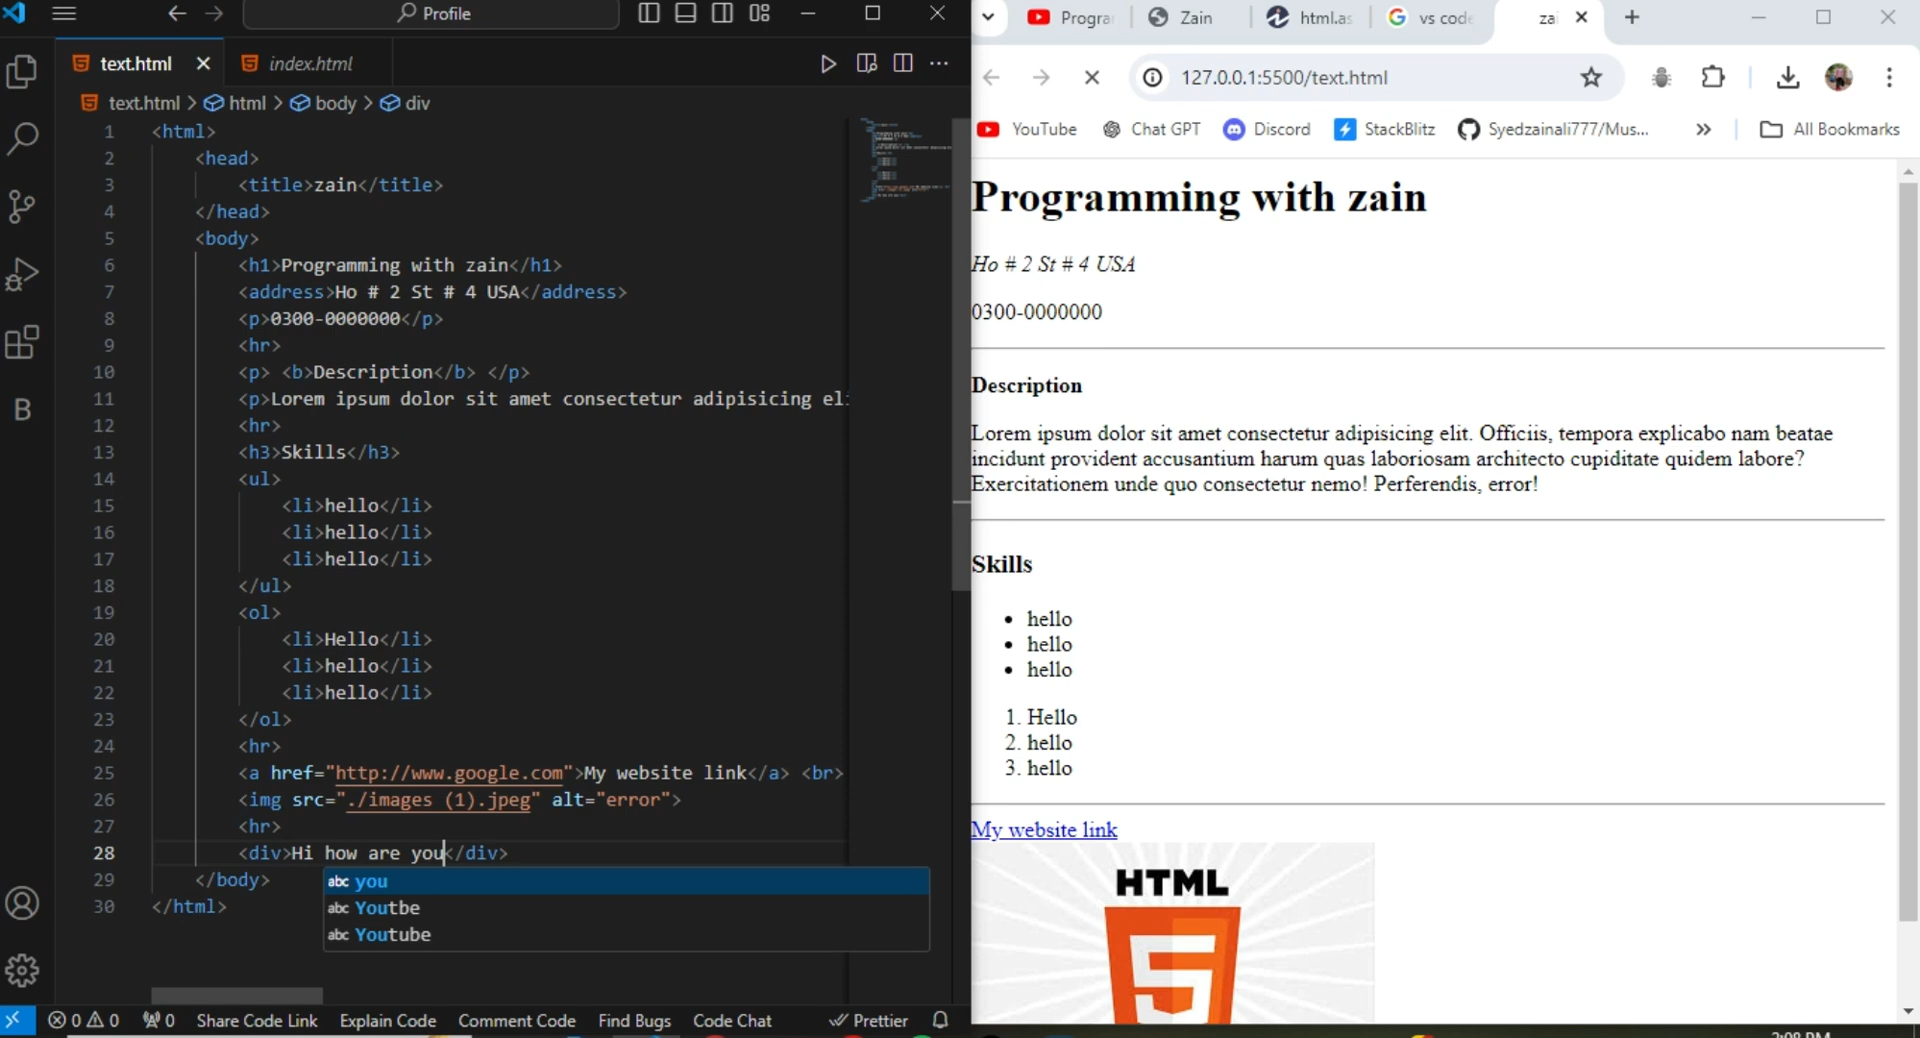 Profile
text.html
index.html
text.html > html > body > div
1 <html>
2 <head>
3 <title>zain</title>
4 </head>
5 <body>
6 <h1>Programming with zain</h1>
7 <address>Ho # 2 St # 4 USA</address>
8 <p>0300-0000000</p>
9 <hr>
10 <p> <b>Description</b> </p>
11 <p>Lorem ipsum dolor sit amet consectetur adipisicing eli
12 <hr>
13 <h3>Skills</h3>
14 <ul>
15 <li>hello</li>
16 <li>hello</li>
17 <li>hello</li>
18 </ul>
19 <ol>
20 <li>Hello</li>
21 <li>hello</li>
22 <li>hello</li>
23 </ol>
24 <hr>
25 <a href="http://www.google.com">My website link</a> <br>
26 <img src="./images (1).jpeg" alt="error">
27 <hr>
28 <div>Hi how are you</div>
29 </body>
30 </html>
abc you
abc Youtbe
abc Youtube
B
0 0 0 Share Code Link Explain Code Comment Code Find Bugs Code Chat Prettier
Progra Zain html.as vs code zai
127.0.0.1:5500/text.html
YouTube Chat GPT Discord StackBlitz Syedzainali777/Mus... >> All Bookmarks
Programming with zain
Ho # 2 St # 4 USA
0300-0000000
Description
Lorem ipsum dolor sit amet consectetur adipisicing elit. Officiis, tempora explicabo nam beatae
incidunt provident accusantium harum quas laboriosam architecto cupiditate quidem labore?
Exercitationem unde quo consectetur nemo! Perferendis, error!
Skills
• hello
• hello
• hello
1. Hello
2. hello
3. hello
My website link
HTML
5